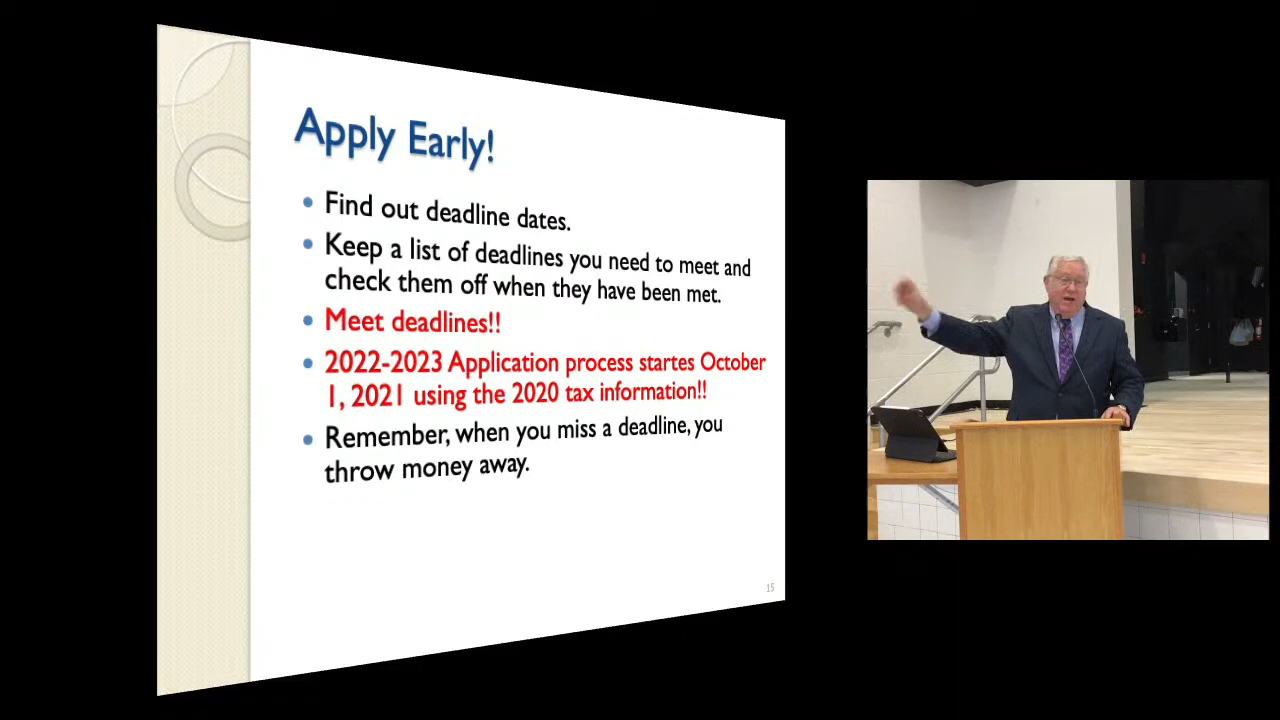 Apply Early!
Find out deadline dates.
Keep a list of deadlines you need to meet and
check them off when they have been met.
Meet deadlines!!
2022-2023 Application process startes October
1, 2021 using the 2020 tax information!!
Remember, when you miss a deadline, you
throw money away.
15